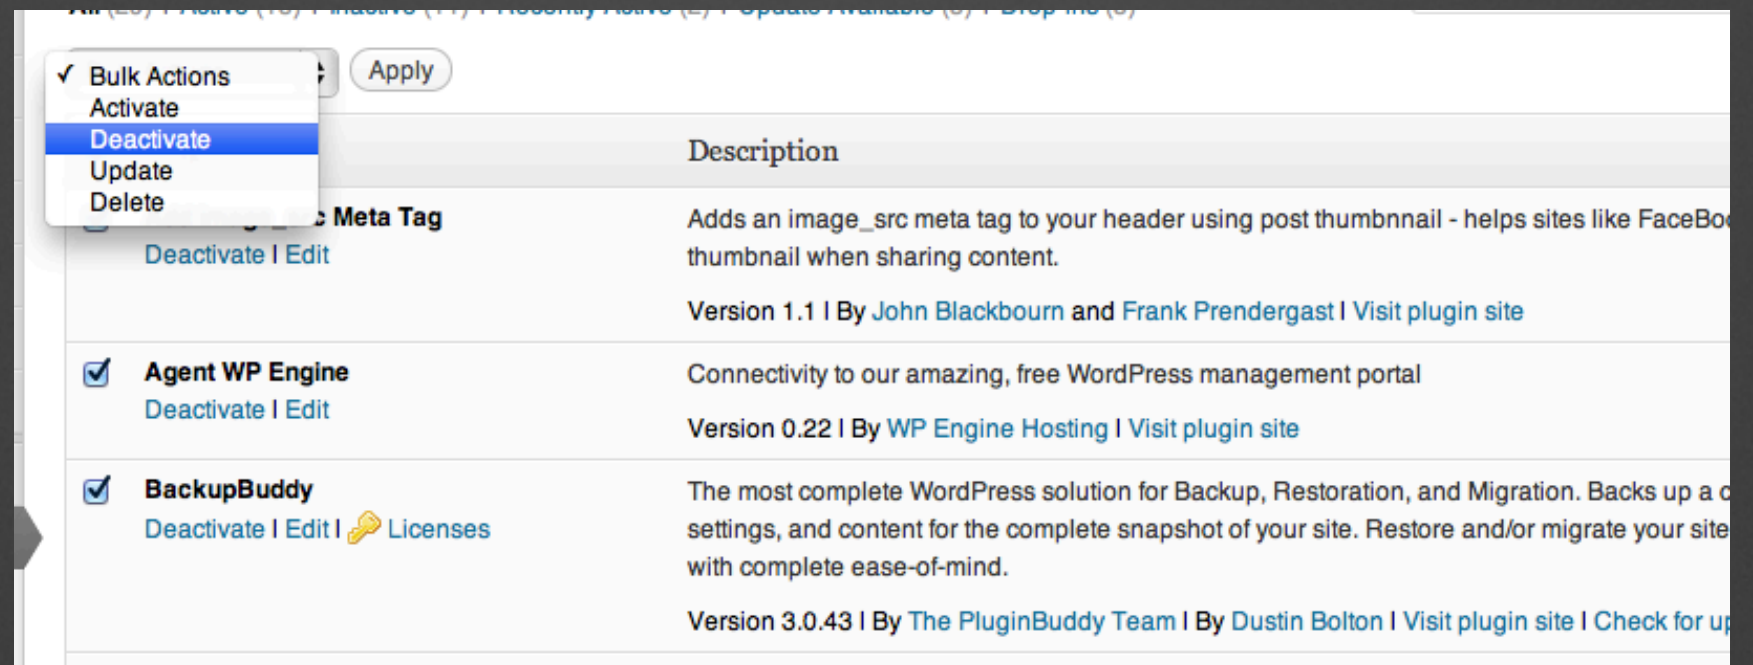 Bulk Actions
Apply
Activate
Deactivate
Update
Delete
Description
Meta Tag
Deactivate | Edit
Adds an image_src meta tag to your header using post thumbnnail - helps sites like
thumbnail when sharing content.
Version 1.1 | By John Blackbourn and Frank Prendergast | Visit plugin site
Agent WP Engine
Deactivate | Edit
Connectivity to our amazing, free WordPress management portal
Version 0.22 | By WP Engine Hosting | Visit plugin site
BackupBuddy
Deactivate | Edit | Licenses
The most complete WordPress solution for Backup, Restoration, and Migration. Backs up a
settings, and content for the complete snapshot of your site. Restore and/or migrate your site
with complete ease-of-mind.
Version 3.0.43 | By The PluginBuddy Team | By Dustin Bolton | Visit plugin site | Check for